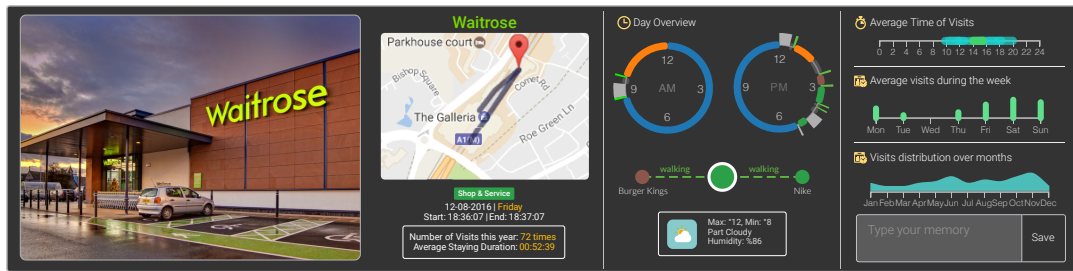 Waitrose
Waitrose
Parkhouse court
Bishop Square
Comet Rd
The Galleria
A1(M)
Roe Green Ln
Shop & Service
12-08-2016 | Friday
Start: 18:36:07 | End: 18:37:07
Number of Visits this year: 72 times
Average Staying Duration: 00:52:39
Day Overview
12
9 AM 3
6
12
9 PM 3
6
walking walking
Burger Kings Nike
Max: °12, Min: °8
Part Cloudy
Humidity: %86
Average Time of Visits
0 2 4 6 8 10 12 14 16 18 20 22 24
Average visits during the week
Mon Tue Wed Thu Fri Sat Sun
Visits distribution over months
Jan Feb Mar Apr May Jun Jul Aug Sep Oct Nov Dec
Type your memory
Save